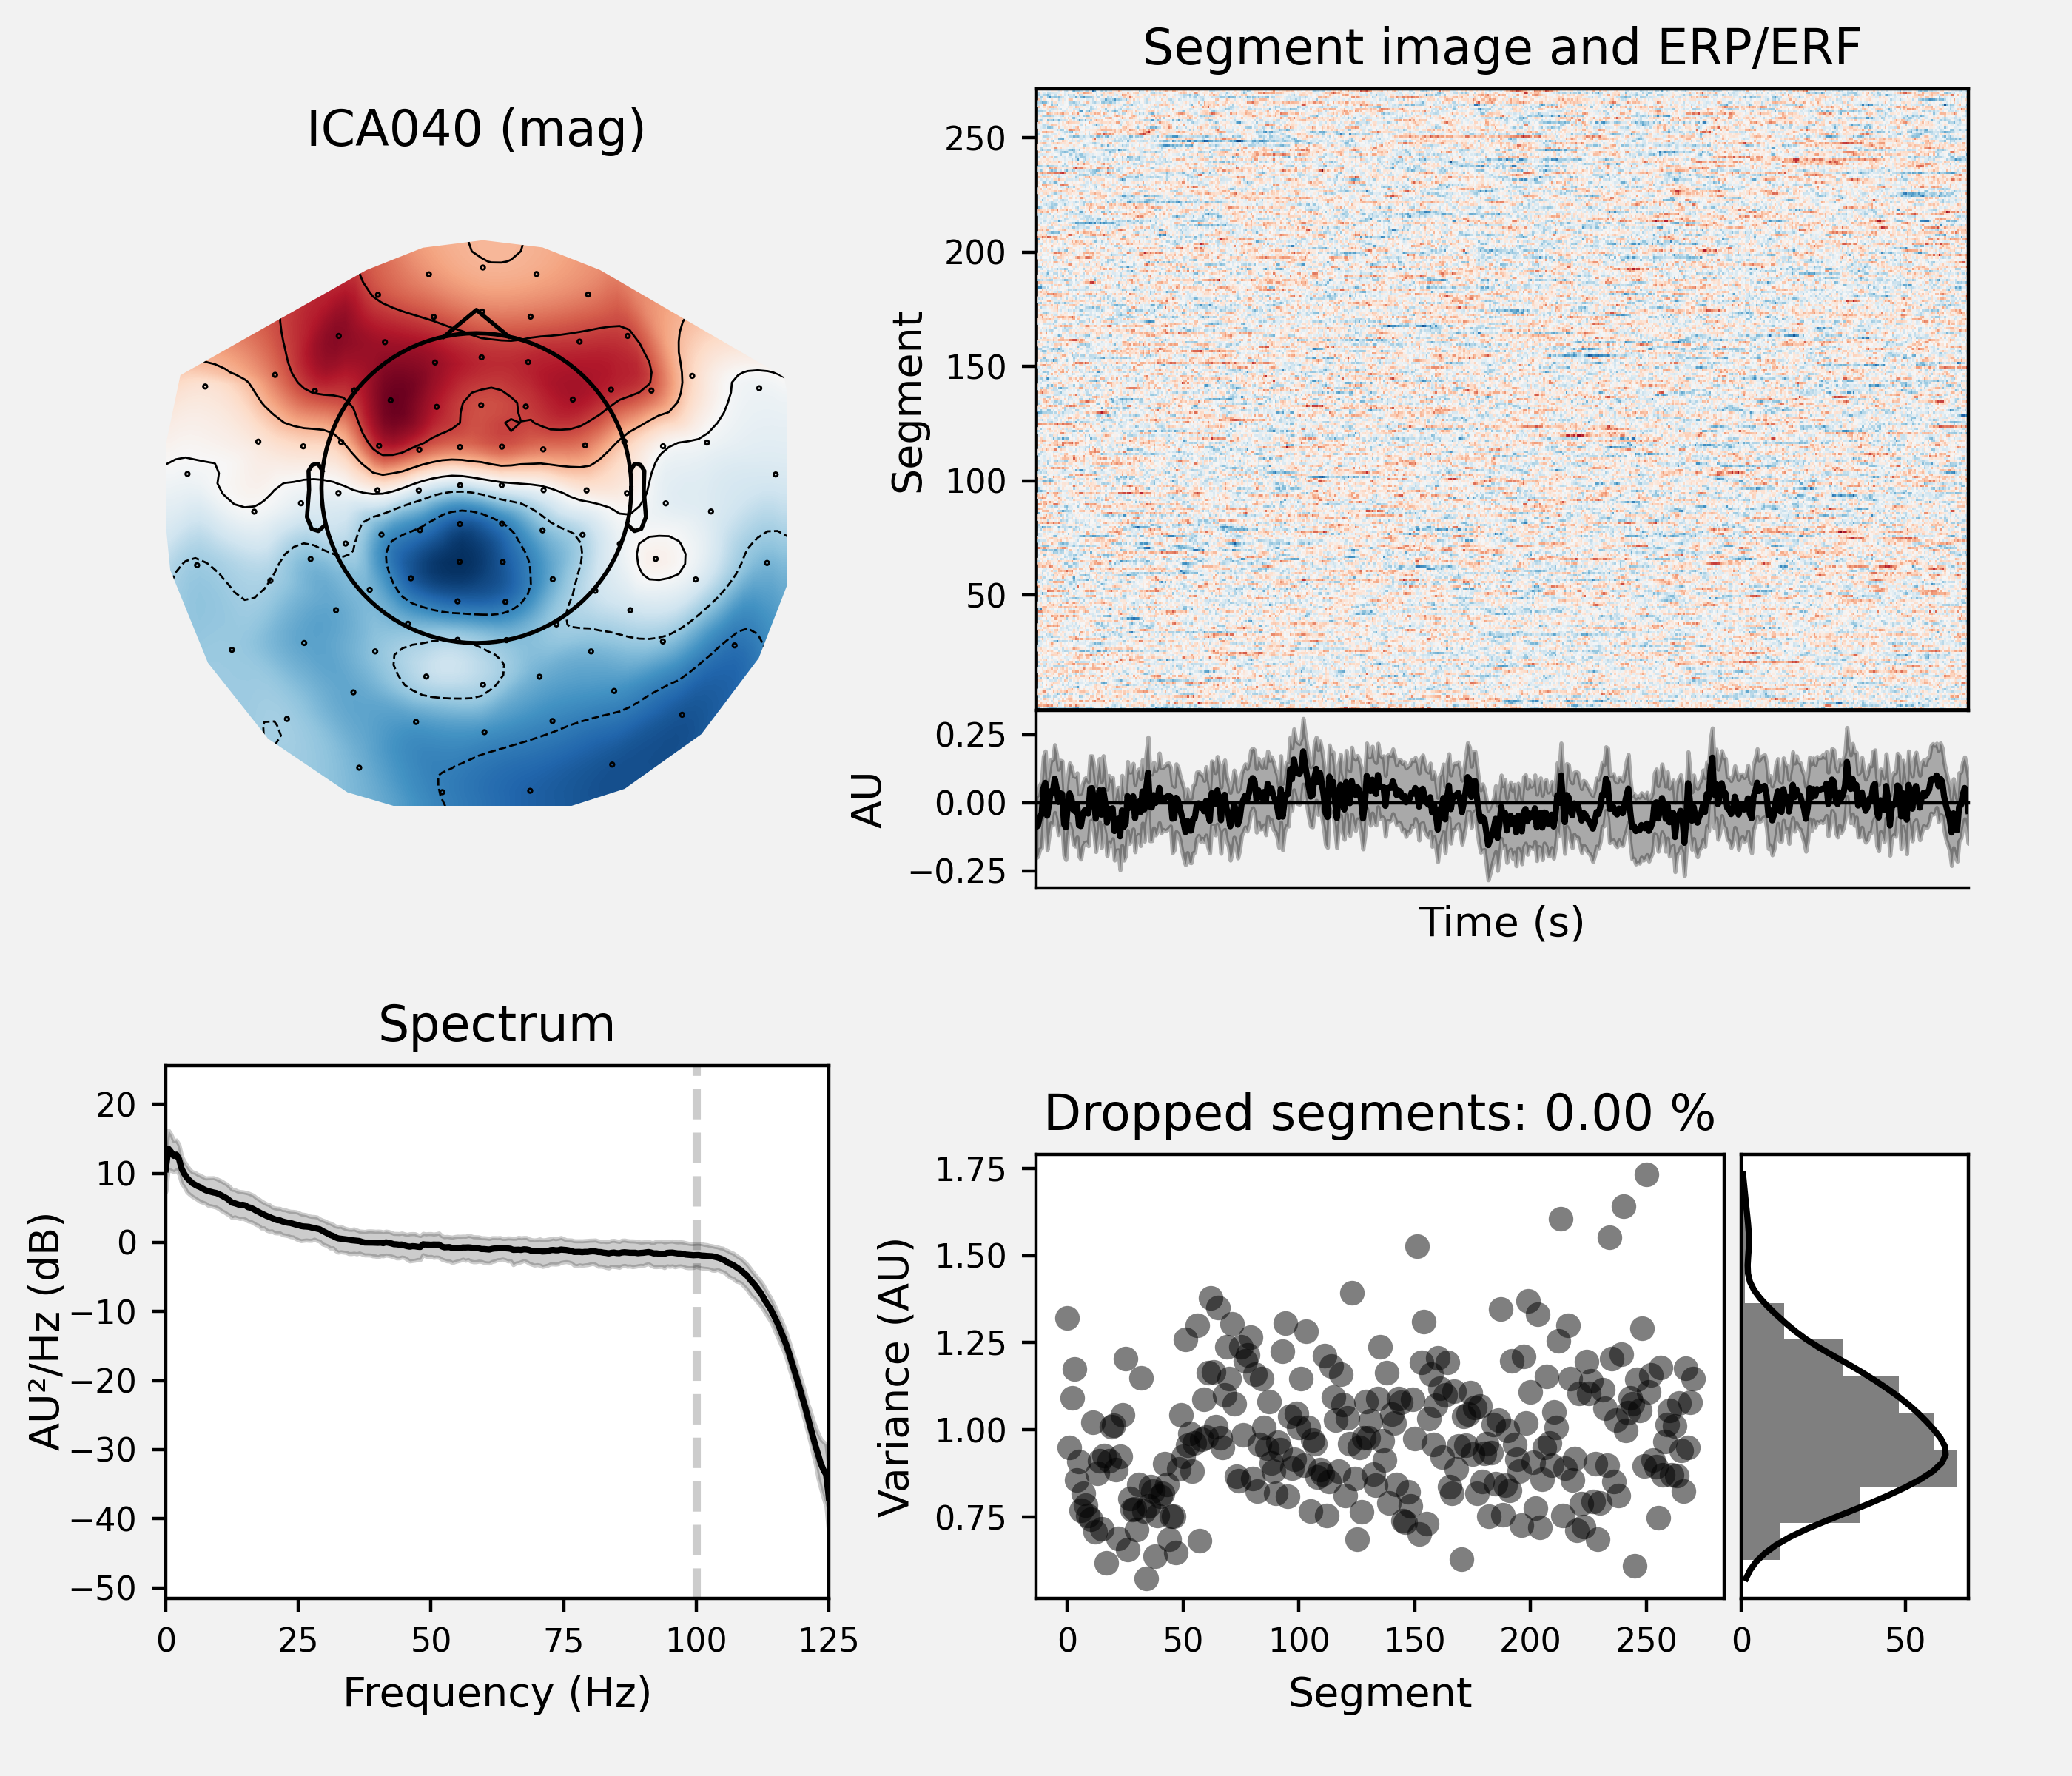 Segment image and ERP/ERF
ICA040 (mag)
250
200
150
100
50
Segment
0.25
0.00
−0.25
AU
Time (s)
Spectrum
20
10
0
−10
−20
−30
−40
−50
AU²/Hz (dB)
0 25 50 75 100 125
Frequency (Hz)
Dropped segments: 0.00 %
1.75
1.50
1.25
1.00
0.75
Variance (AU)
0 50 100 150 200 250
0 50
Segment